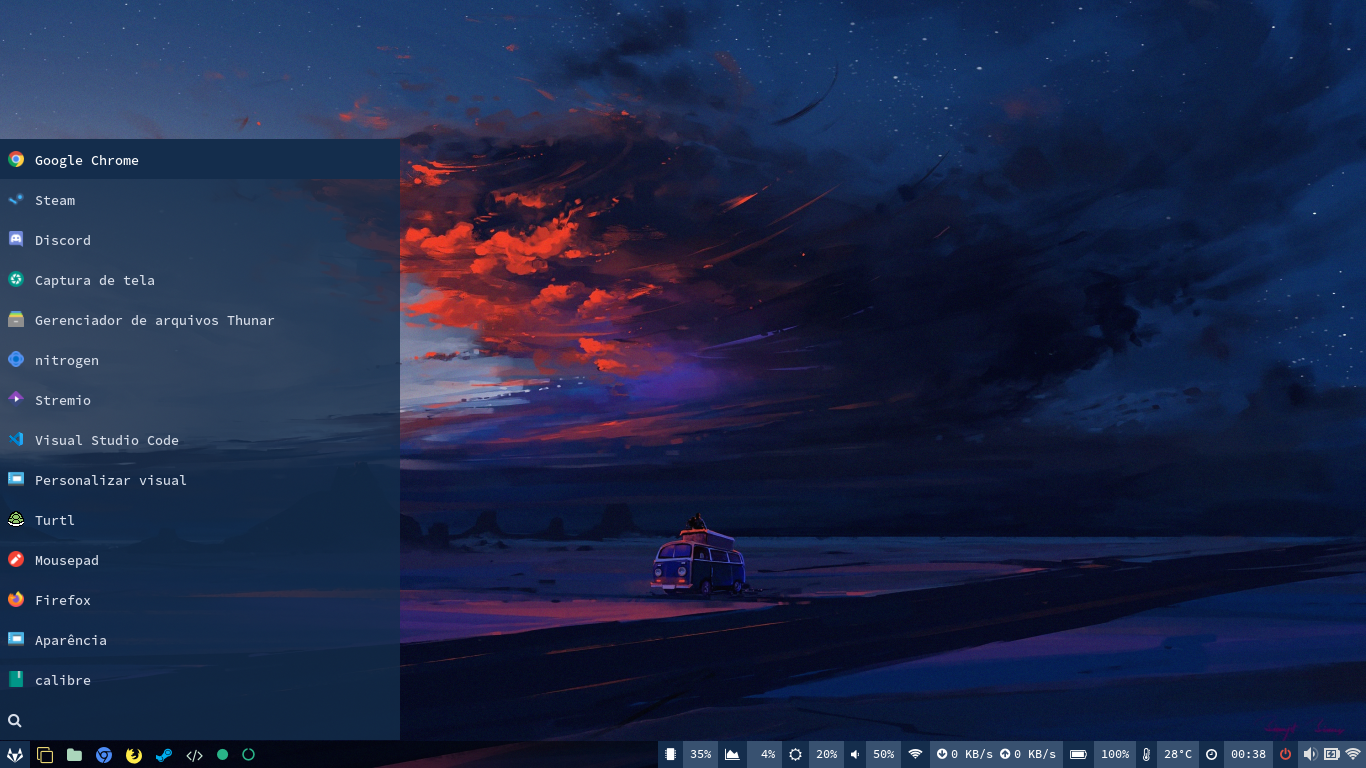 Google Chrome
Steam
Discord
Captura de tela
Gerenciador de arquivos Thunar
nitrogen
Stremio
Visual Studio Code
Personalizar visual
Turtl
Mousepad
Firefox
Aparência
calibre
35% 4% 20% 50% 0 KB/s 0 KB/s 100% 28°C 00:38